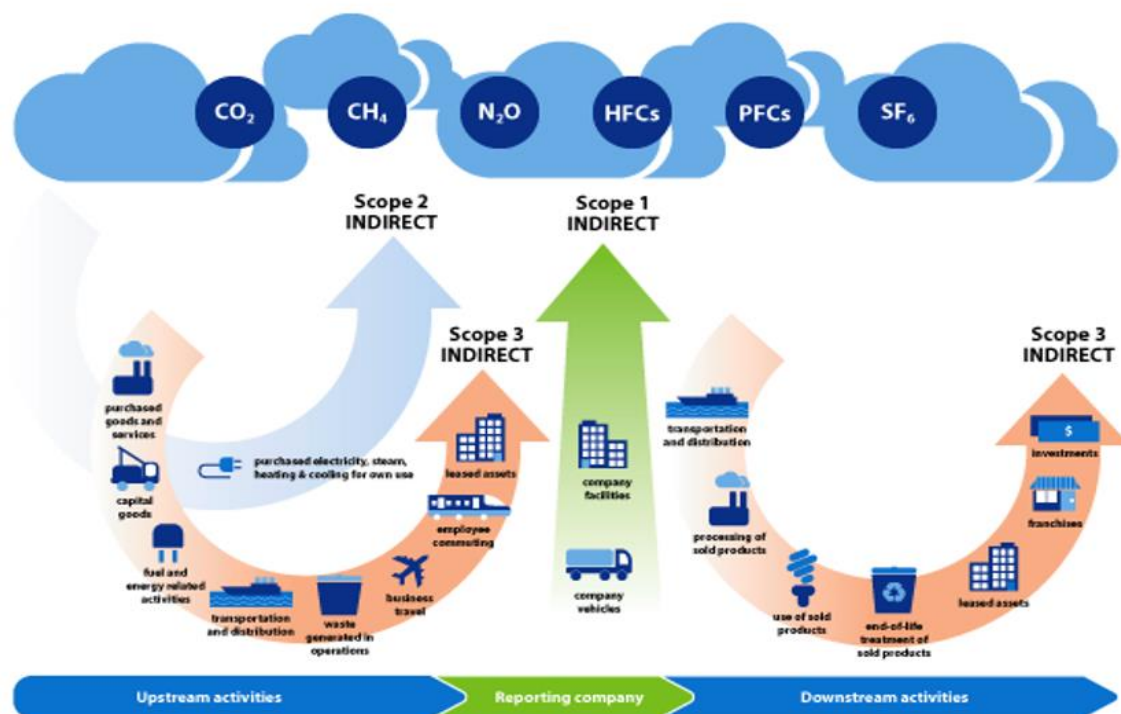 CO₂
CH₄
N₂O
HFCs
PFCs
SF₆
Scope 2
INDIRECT
Scope 1
INDIRECT
Scope 3
INDIRECT
Scope 3
INDIRECT
purchased
goods and
services
capital
goods
fuel and
energy related
activities
transportation
and distribution
waste
generated in
operations
business
travel
employee
commuting
leased assets
purchased electricity, steam,
heating & cooling for own use
company
facilities
company
vehicles
transportation
and distribution
processing of
sold products
use of sold
products
end-of-life
treatment of
sold products
leased assets
franchises
$
investments
Upstream activities
Reporting company
Downstream activities